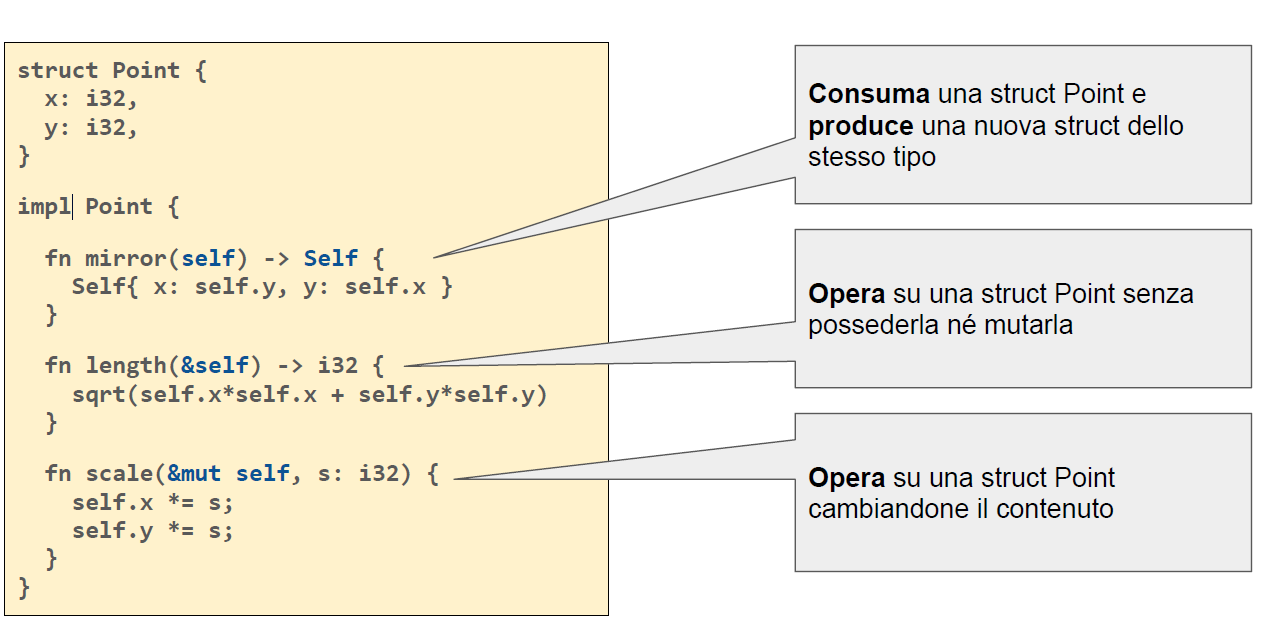 struct Point {
  x: i32,
  y: i32,
}
impl Point {
  fn mirror(self) -> Self {
    Self{ x: self.y, y: self.x }
  }
  fn length(&self) -> i32 {
    sqrt(self.x*self.x + self.y*self.y)
  }
  fn scale(&mut self, s: i32) {
    self.x *= s;
    self.y *= s;
  }
}
Consuma una struct Point e
produce una nuova struct dello
stesso tipo
Opera su una struct Point senza
possederla né mutarla
Opera su una struct Point
cambiandone il contenuto